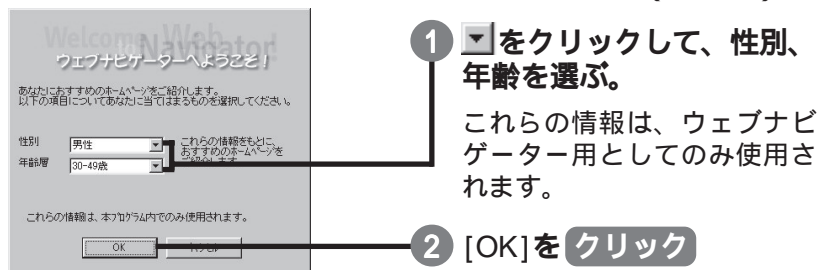 Welcome Web
Navigator
ウェブナビゲーターへようこそ!
あなたにおすすめのホームページをご紹介します。
以下の項目についてあなたに当てはまるものを選択してください。
性別 男性
年齢層 30-49歳
これらの情報をもとに、
おすすめのホームページを
ご紹介します
これらの情報は、本プログラム内でのみ使用されます。
OK
1 をクリックして、性別、
年齢を選ぶ。
これらの情報は、ウェブナビ
ゲーター用としてのみ使用さ
れます。
2 [OK]をクリック